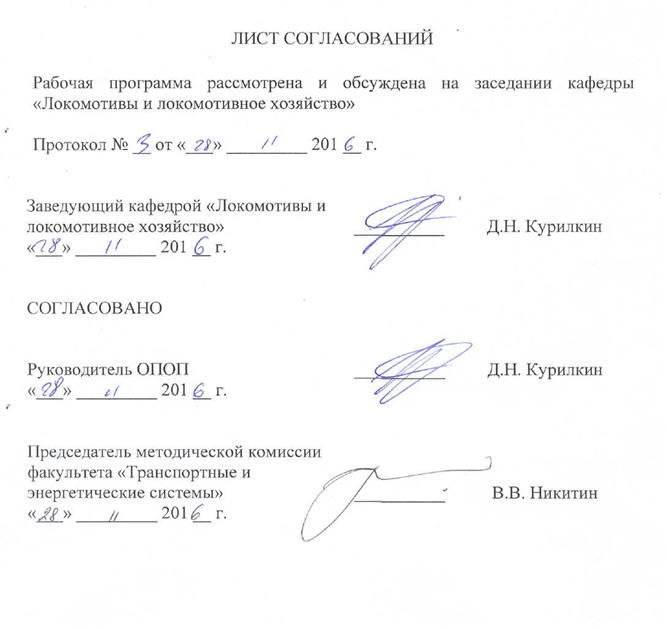 ЛИСТ СОГЛАСОВАНИЙ
Рабочая программа рассмотрена и обсуждена на заседании кафедры
«Локомотивы и локомотивное хозяйство»
Протокол № 3 от «28» 11 2016 г.
Заведующий кафедрой «Локомотивы и
локомотивное хозяйство» Д.Н. Курилкин
«28» 11 2016 г.
СОГЛАСОВАНО
Руководитель ОПОП Д.Н. Курилкин
«28» 11 2016 г.
Председатель методической комиссии
факультета «Транспортные и
энергетические системы» В.В. Никитин
«28» 11 2016 г.